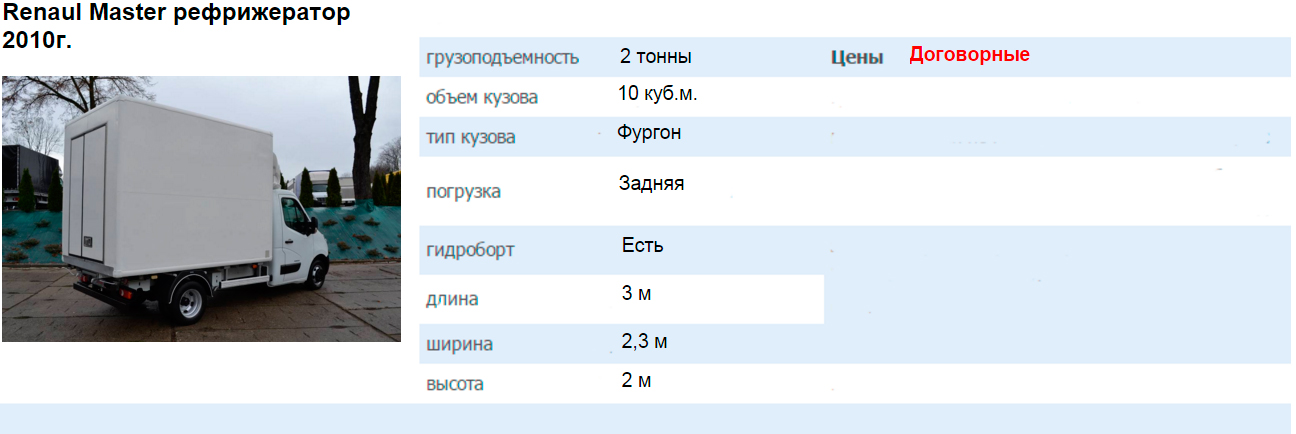 Renaul Master рефрижератор
2010г.
грузоподъемность 2 тонны Цены Договорные
объем кузова 10 куб.м.
тип кузова Фургон
погрузка Задняя
гидроборт Есть
длина 3 м
ширина 2,3 м
высота 2 м